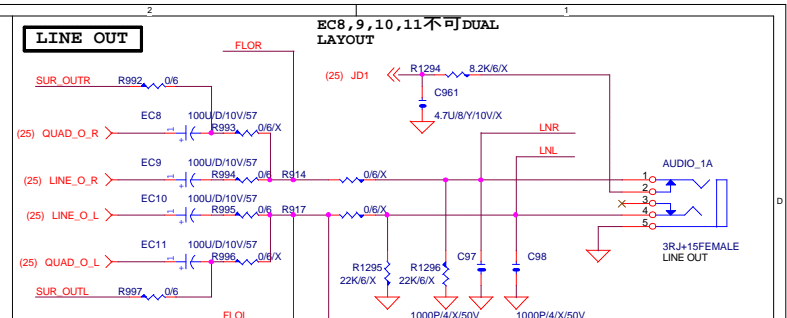 2
1
EC8,9,10,11不可DUAL
LAYOUT
LINE OUT
FLOR
R1294
8.2K/6/X
(25) JD1
SUR_OUTR
R992
0/6
C961
4.7U/8/Y/10V/X
EC8
100U/D/10V/57
(25) QUAD_O_R
1
+
R993
0/6/X
LNR
LNL
EC9
100U/D/10V/57
(25) LINE_O_R
1
+
R994
0/6
R914
0/6/X
AUDIO_1A
1
2
3
4
5
EC10
100U/D/10V/57
(25) LINE_O_L
1
+
R995
0/6
R917
0/6/X
D
EC11
100U/D/10V/57
(25) QUAD_O_L
1
+
R996
0/6/X
R1295
22K/6/X
R1296
22K/6/X
C97
C98
3RJ+15FEMALE
LINE OUT
SUR_OUTL
R997
0/6
FLOL
1000P/4/X/50V
1000P/4/X/50V